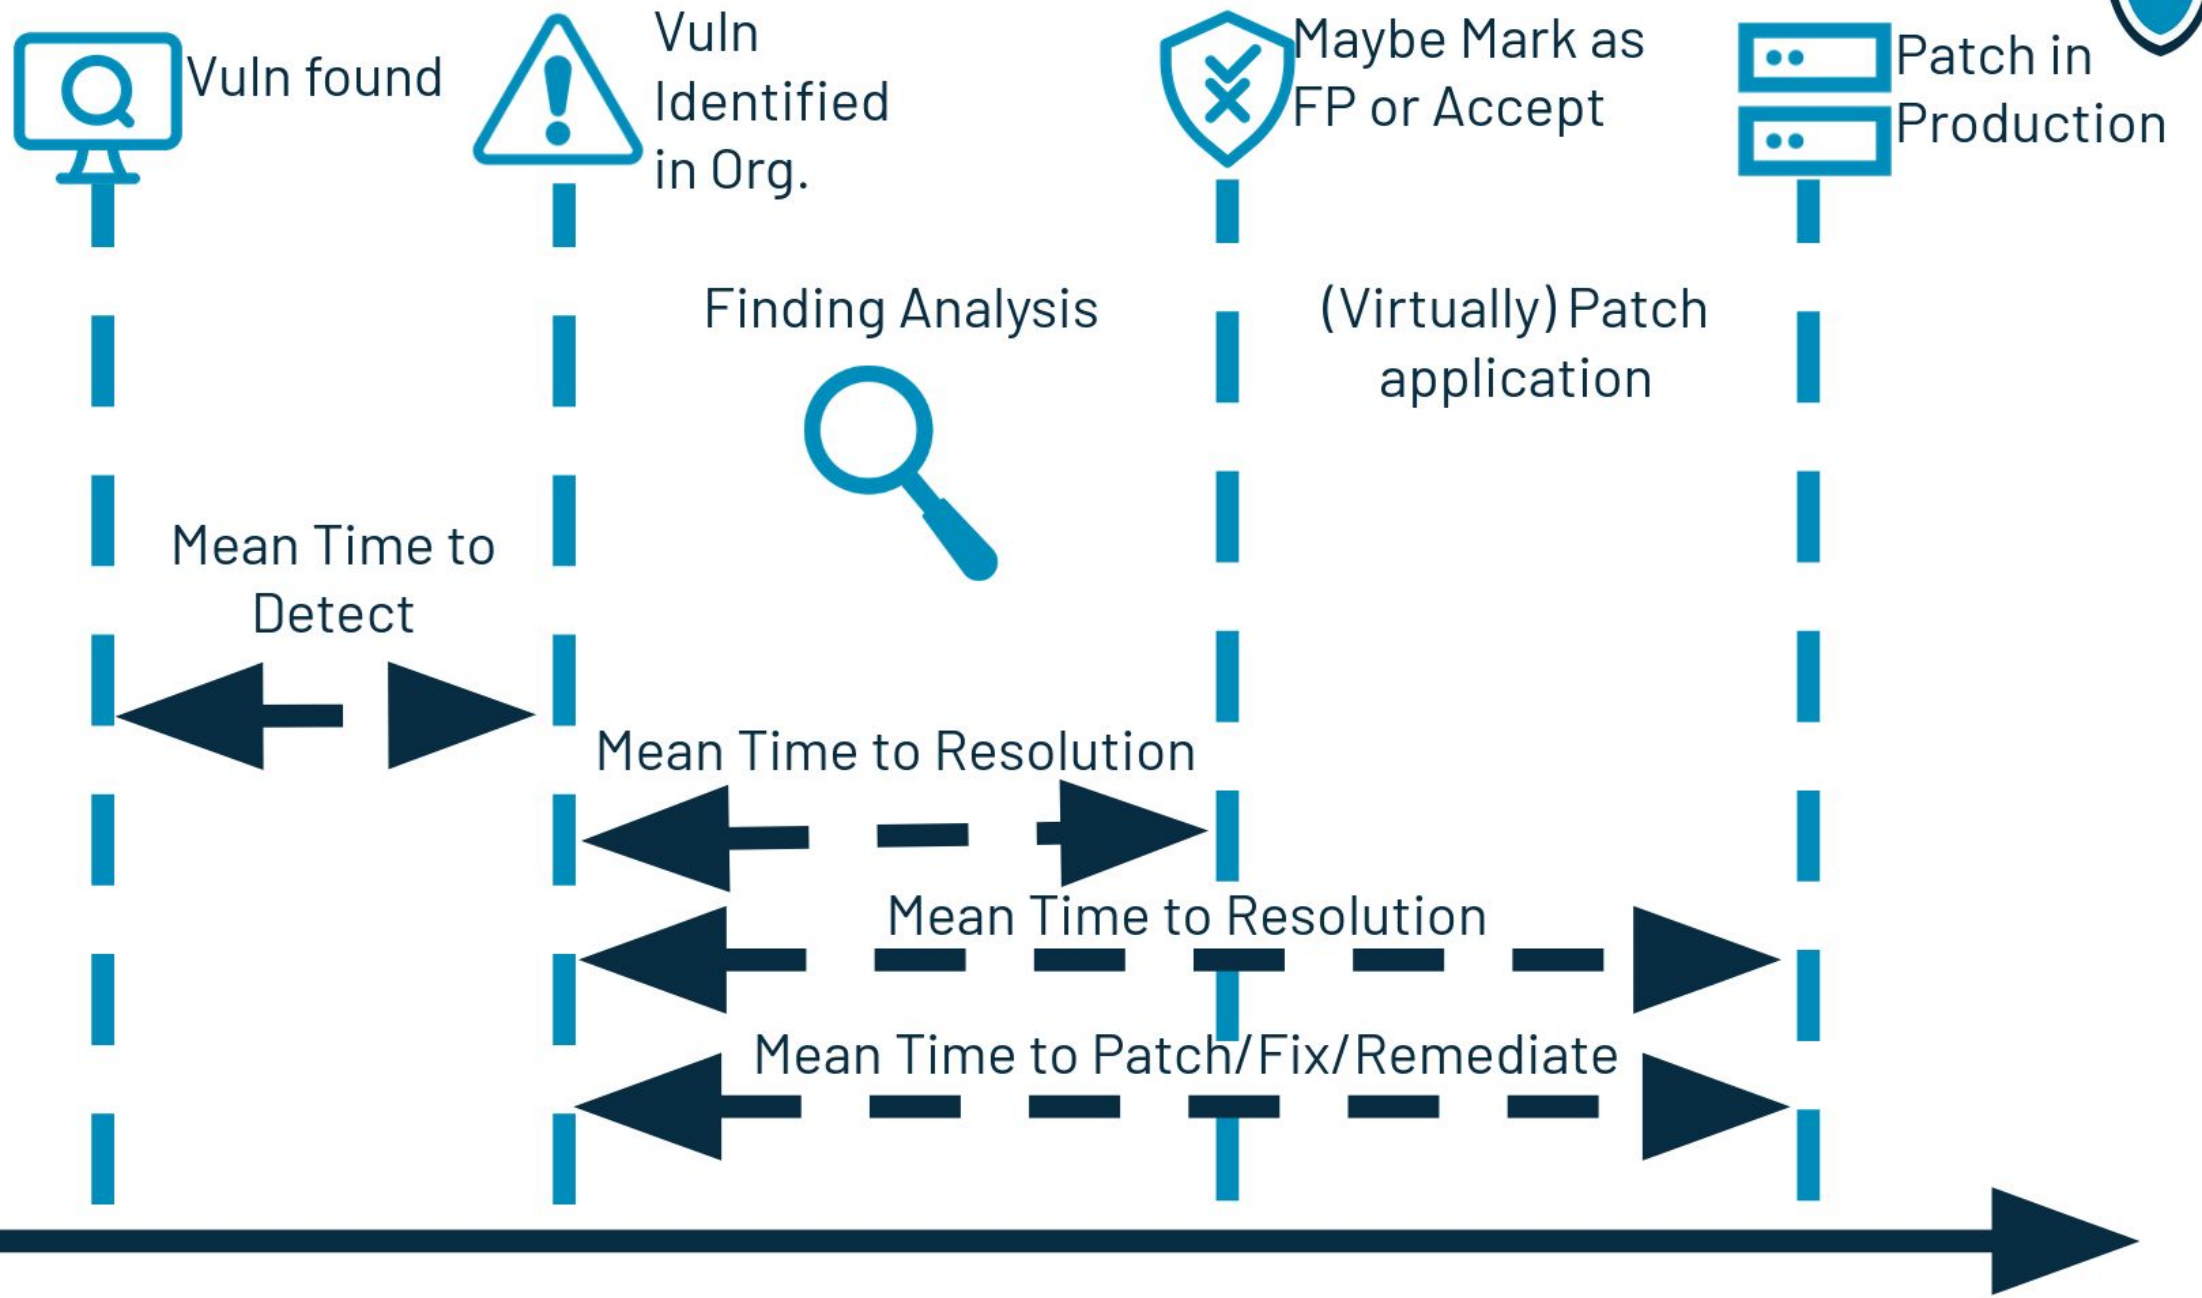 Vuln found
Vuln
Identified
in Org.
Maybe Mark as
FP or Accept
Patch in
Production
Finding Analysis
(Virtually) Patch
application
Mean Time to
Detect
Mean Time to Resolution
Mean Time to Resolution
Mean Time to Patch/Fix/Remediate